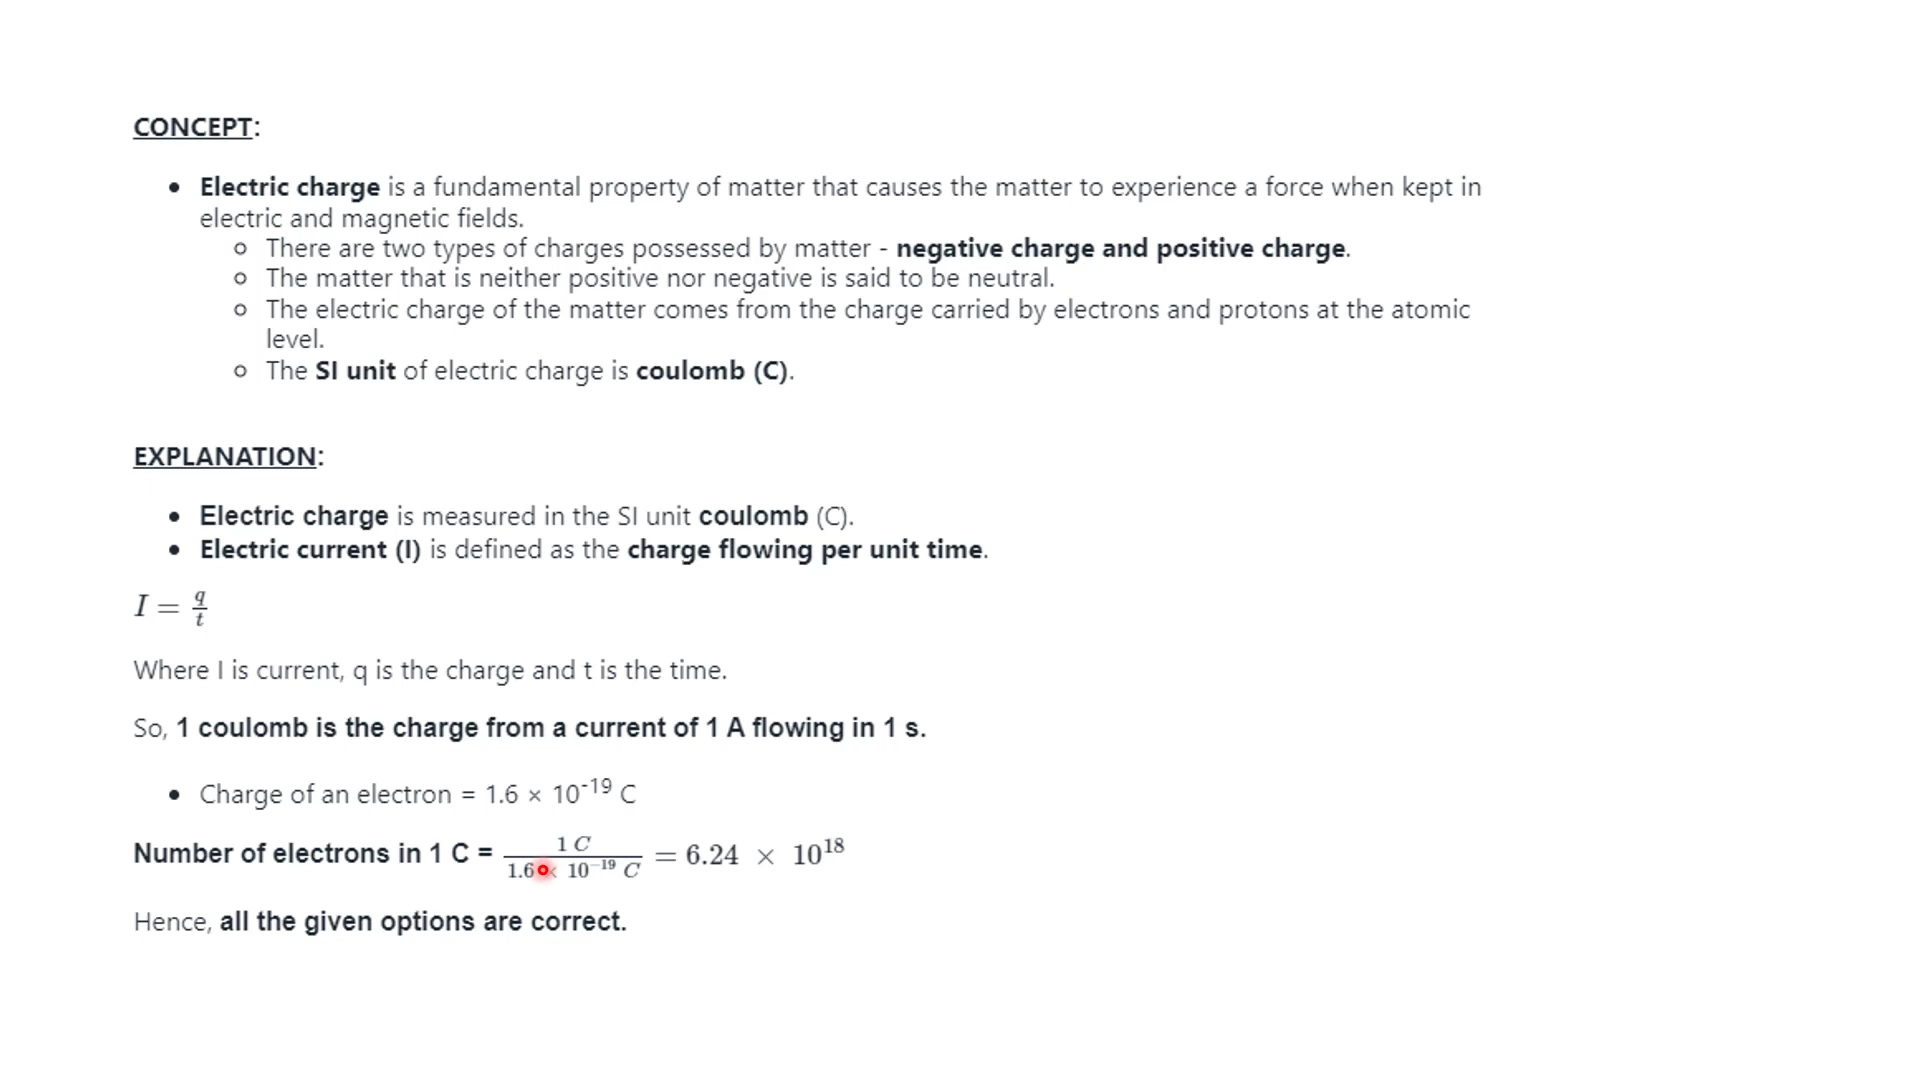 CONCEPT:
• Electric charge is a fundamental property of matter that causes the matter to experience a force when kept in
electric and magnetic fields.
○ There are two types of charges possessed by matter - negative charge and positive charge.
○ The matter that is neither positive nor negative is said to be neutral.
○ The electric charge of the matter comes from the charge carried by electrons and protons at the atomic
level.
○ The SI unit of electric charge is coulomb (C).
EXPLANATION:
• Electric charge is measured in the SI unit coulomb (C).
• Electric current (I) is defined as the charge flowing per unit time.
I = q/t
Where I is current, q is the charge and t is the time.
So, 1 coulomb is the charge from a current of 1 A flowing in 1 s.
• Charge of an electron = 1.6 × 10⁻¹⁹ C
Number of electrons in 1 C = 1 C / 1.6 × 10⁻¹⁹ C = 6.24 × 10¹⁸
Hence, all the given options are correct.